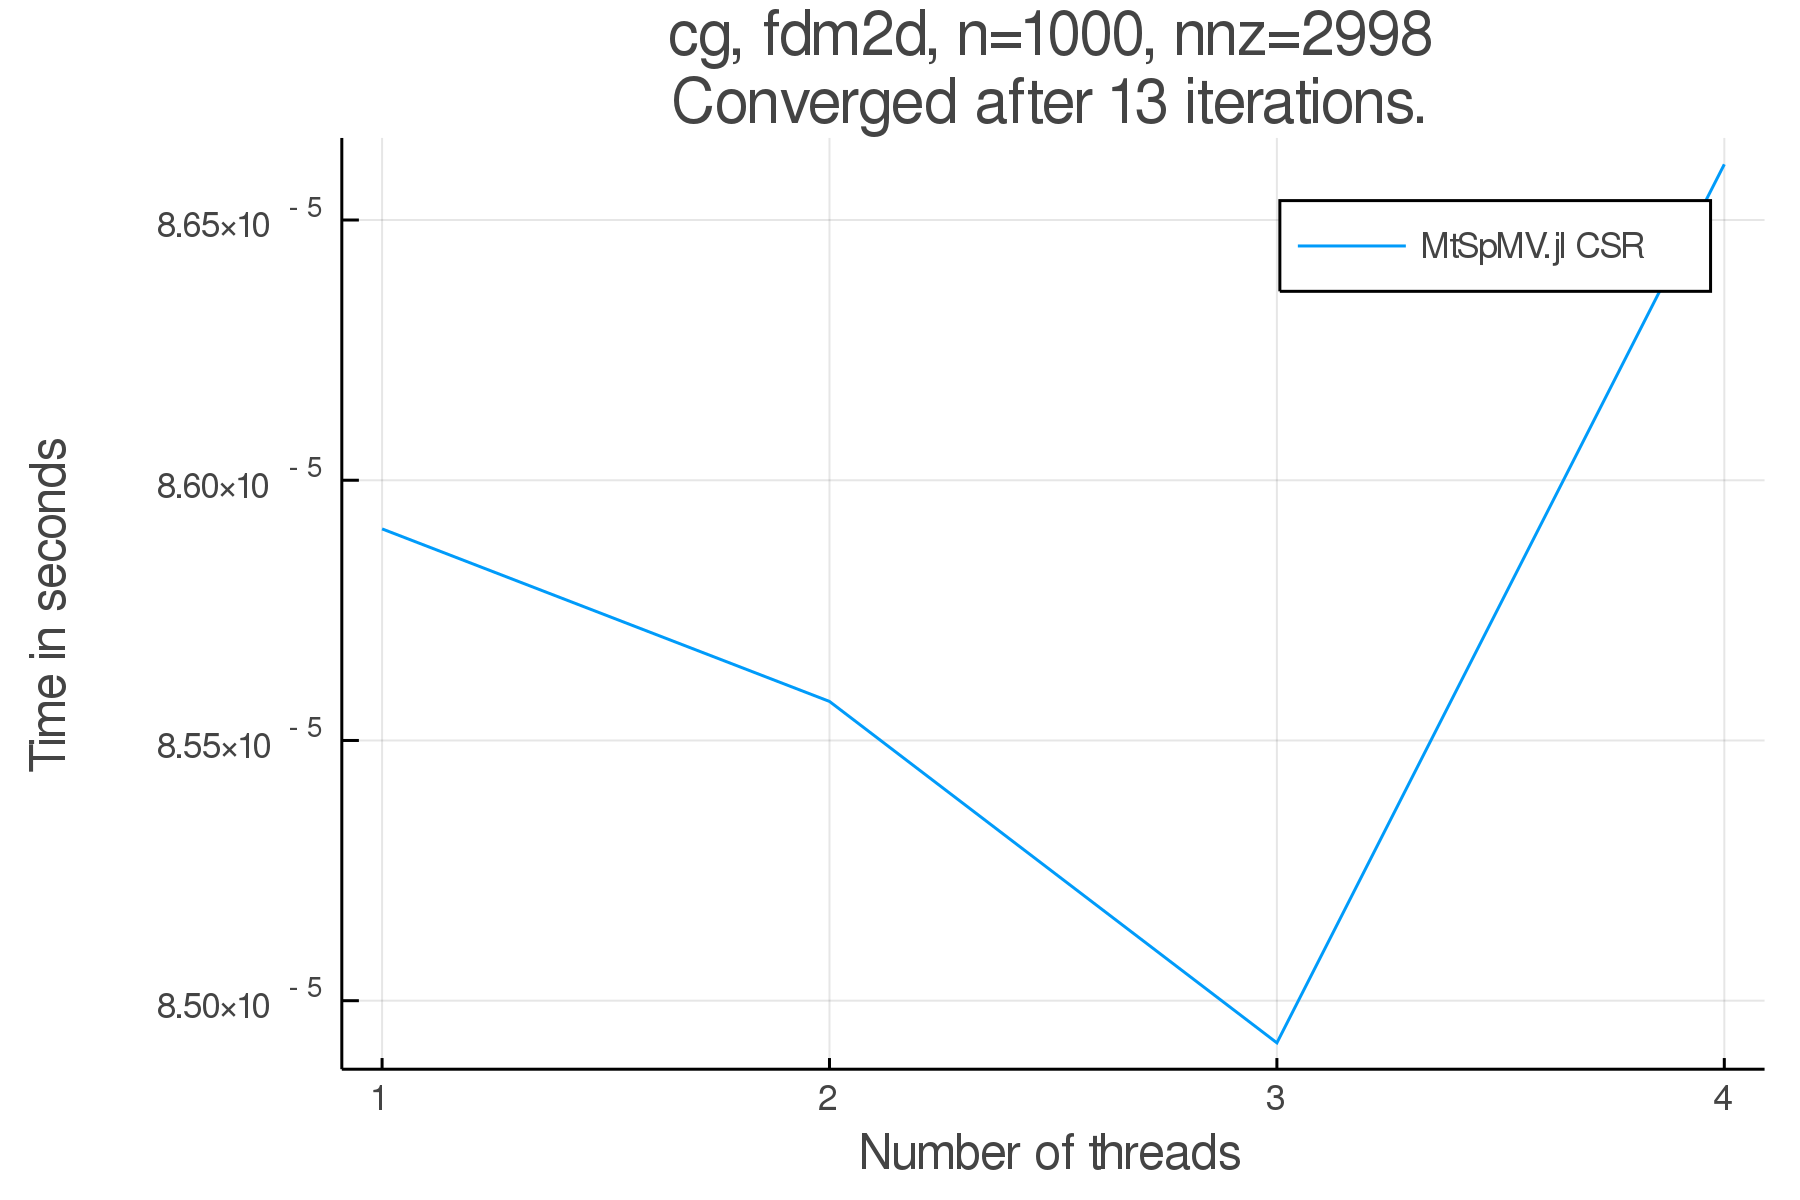 cg, fdm2d, n=1000, nnz=2998
Converged after 13 iterations.
8.65×10 - 5
MtSpMV.jl CSR
8.60×10 - 5
8.55×10 - 5
8.50×10 - 5
Time in seconds
1 2 3 4
Number of threads